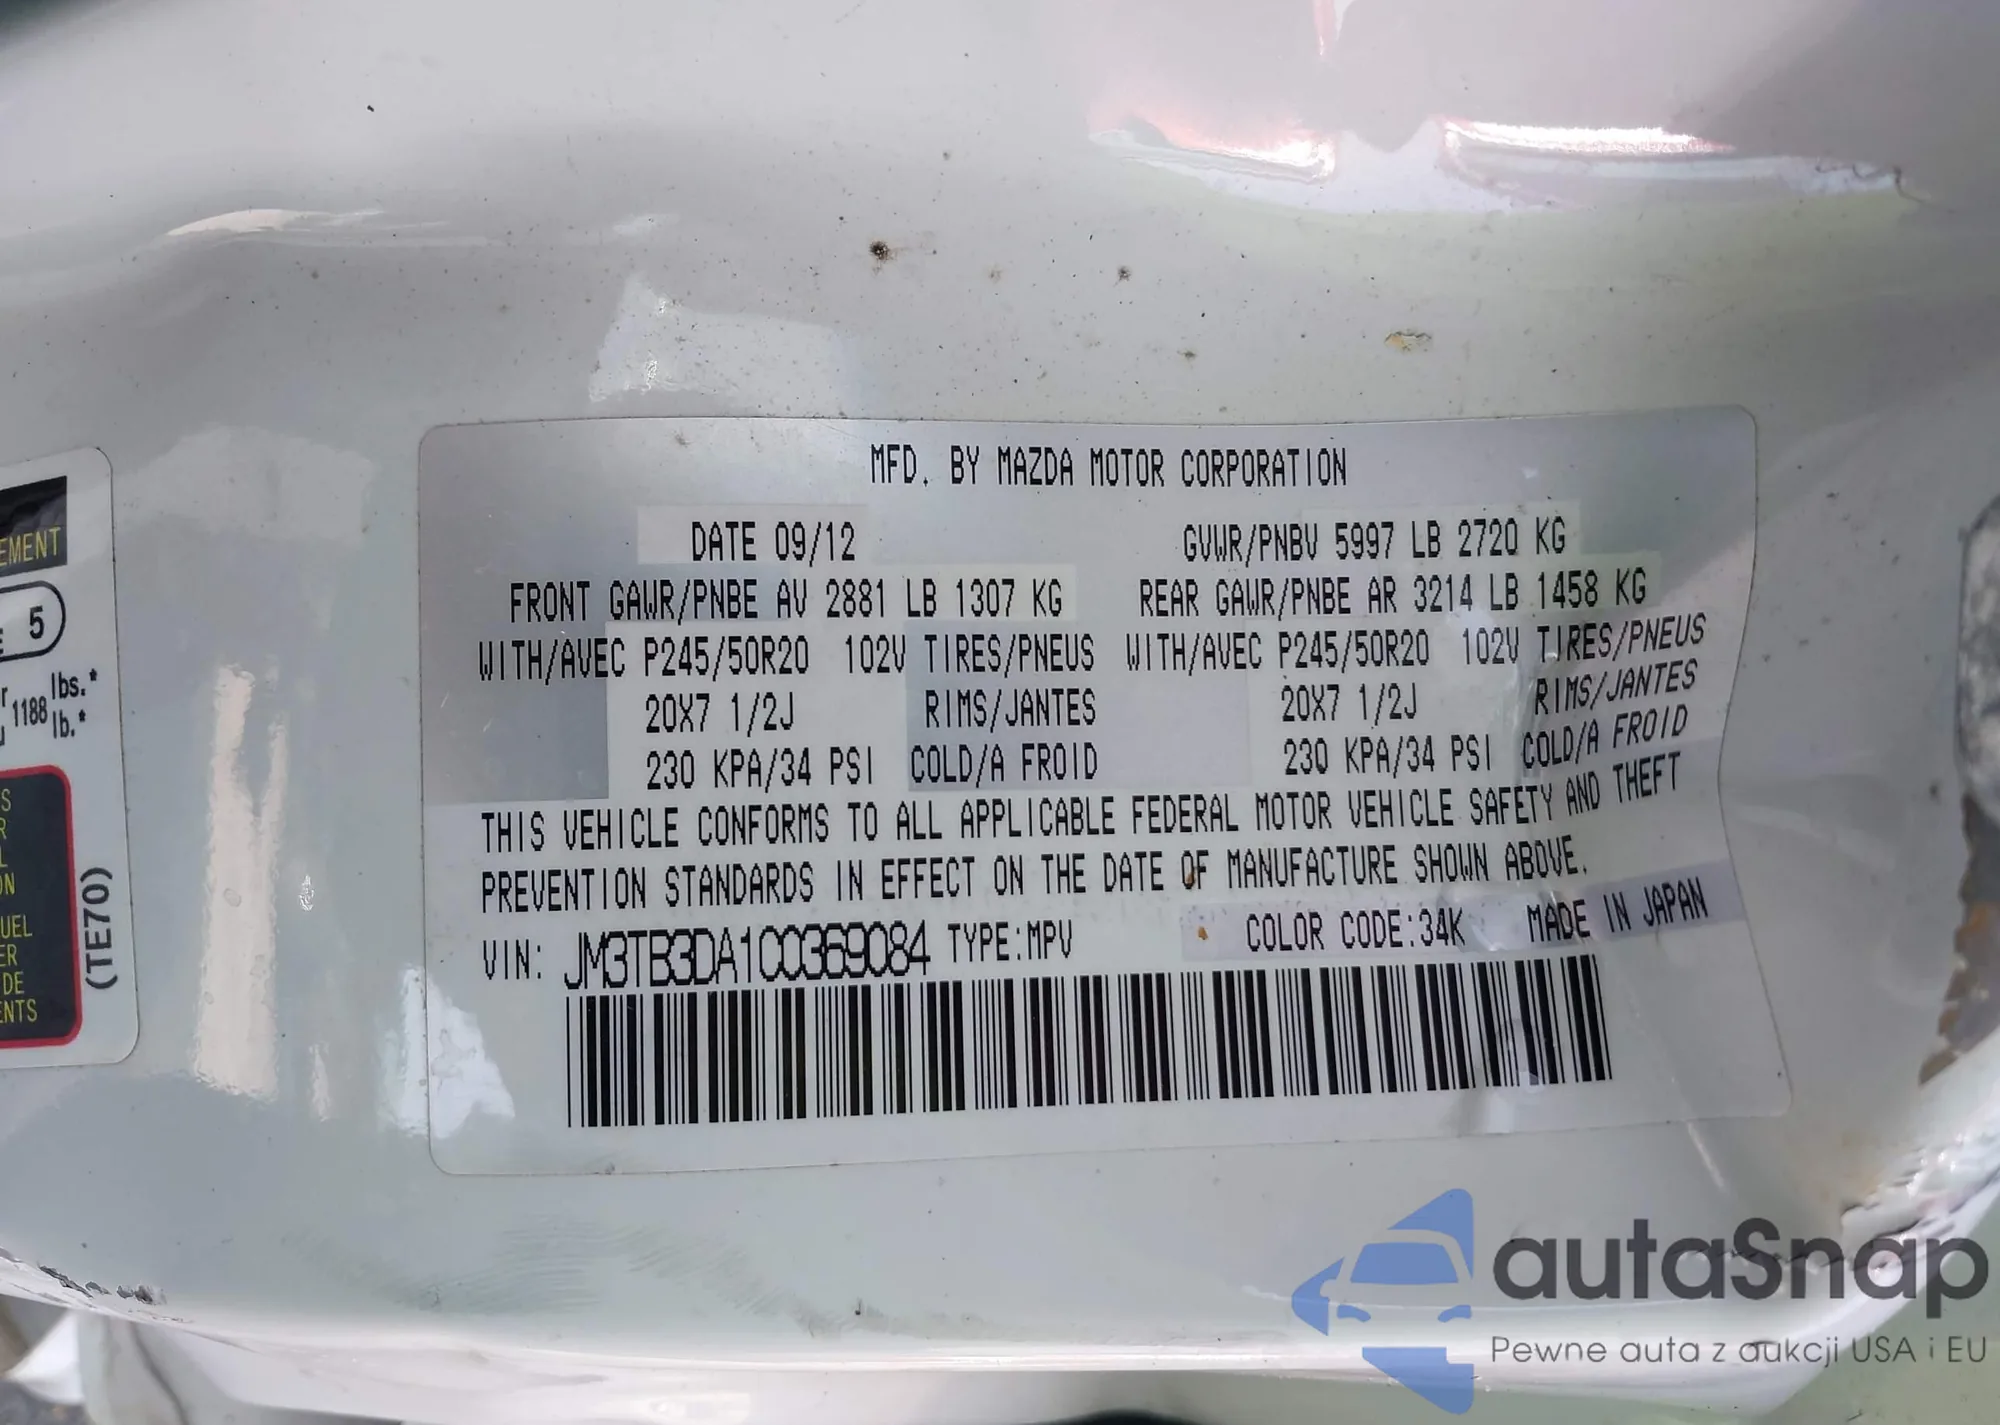 MFD. BY MAZDA MOTOR CORPORATION
DATE 09/12 GVWR/PNBV 5997 LB 2720 KG
FRONT GAWR/PNBE AV 2881 LB 1307 KG REAR GAWR/PNBE AR 3214 LB 1458 KG
WITH/AVEC P245/50R20 102V TIRES/PNEUS WITH/AVEC P245/50R20 102V TIRES/PNEUS
20X7 1/2J RIMS/JANTES 20X7 1/2J RIMS/JANTES
230 KPA/34 PSI COLD/A FROID 230 KPA/34 PSI COLD/A FROID
THIS VEHICLE CONFORMS TO ALL APPLICABLE FEDERAL MOTOR VEHICLE SAFETY AND THEFT
PREVENTION STANDARDS IN EFFECT ON THE DATE OF MANUFACTURE SHOWN ABOVE.
VIN: JM3TB3DA1C0369084 TYPE:MPV COLOR CODE:34K MADE IN JAPAN
5
1188 lbs.*
lb.*
DE
(TE70)
autaSnap
Pewne auta z aukcji USA i EU